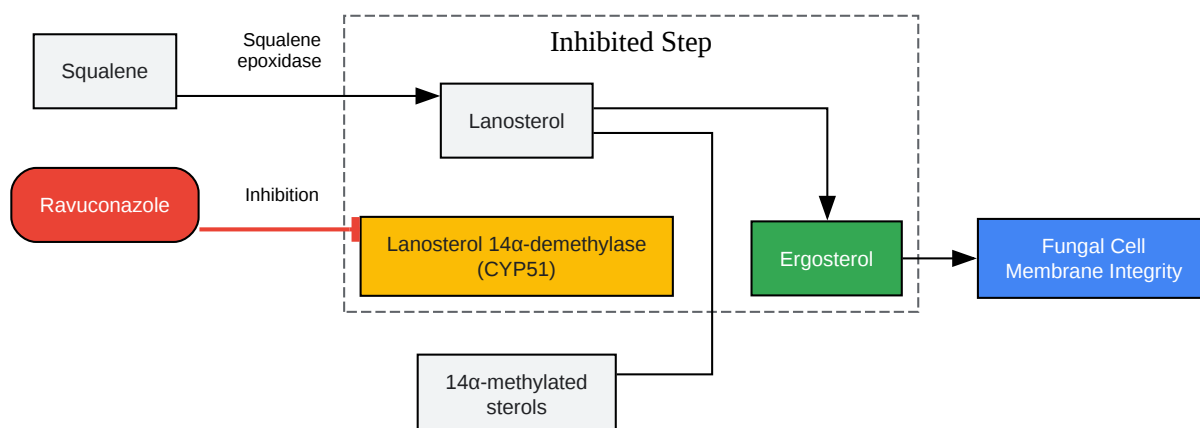 Squalene
epoxidase
Inhibited Step
Squalene
Lanosterol
Ravuconazole
Inhibition
Lanosterol 14α-demethylase
(CYP51)
Ergosterol
Fungal Cell
Membrane Integrity
14α-methylated
sterols